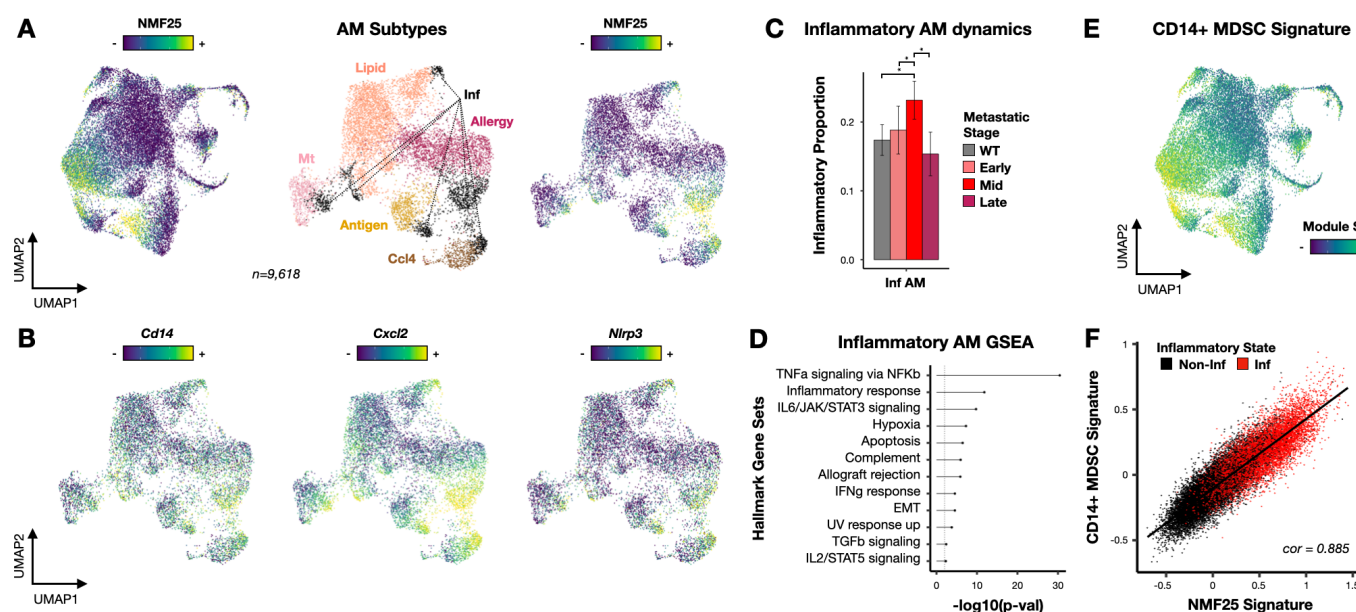 A
NMF25
- +
AM Subtypes
NMF25
- +
Lipid
Inf
Allergy
Mt
Antigen
Ccl4
UMAP2
UMAP1
n=9,618
B
Cd14
- +
Cxcl2
- +
Nlrp3
- +
UMAP2
UMAP1
C
Inflammatory AM dynamics
Inflammatory Proportion
0.2
0.1
0.0
* * * *
Inf AM
Metastatic
Stage
WT
Early
Mid
Late
D
Inflammatory AM GSEA
Hallmark Gene Sets
TNFa signaling via NFKb
Inflammatory response
IL6/JAK/STAT3 signaling
Hypoxia
Apoptosis
Complement
Allograft rejection
IFNg response
EMT
UV response up
TGFb signaling
IL2/STAT5 signaling
0 10 20 30
-log10(p-val)
E
CD14+ MDSC Signature
Module S
-
UMAP2
UMAP1
F
Inflammatory State
Non-Inf Inf
CD14+ MDSC Signature
1
0.5
0
-0.5
cor = 0.885
-0.5 0 0.5 1 1.5
NMF25 Signature